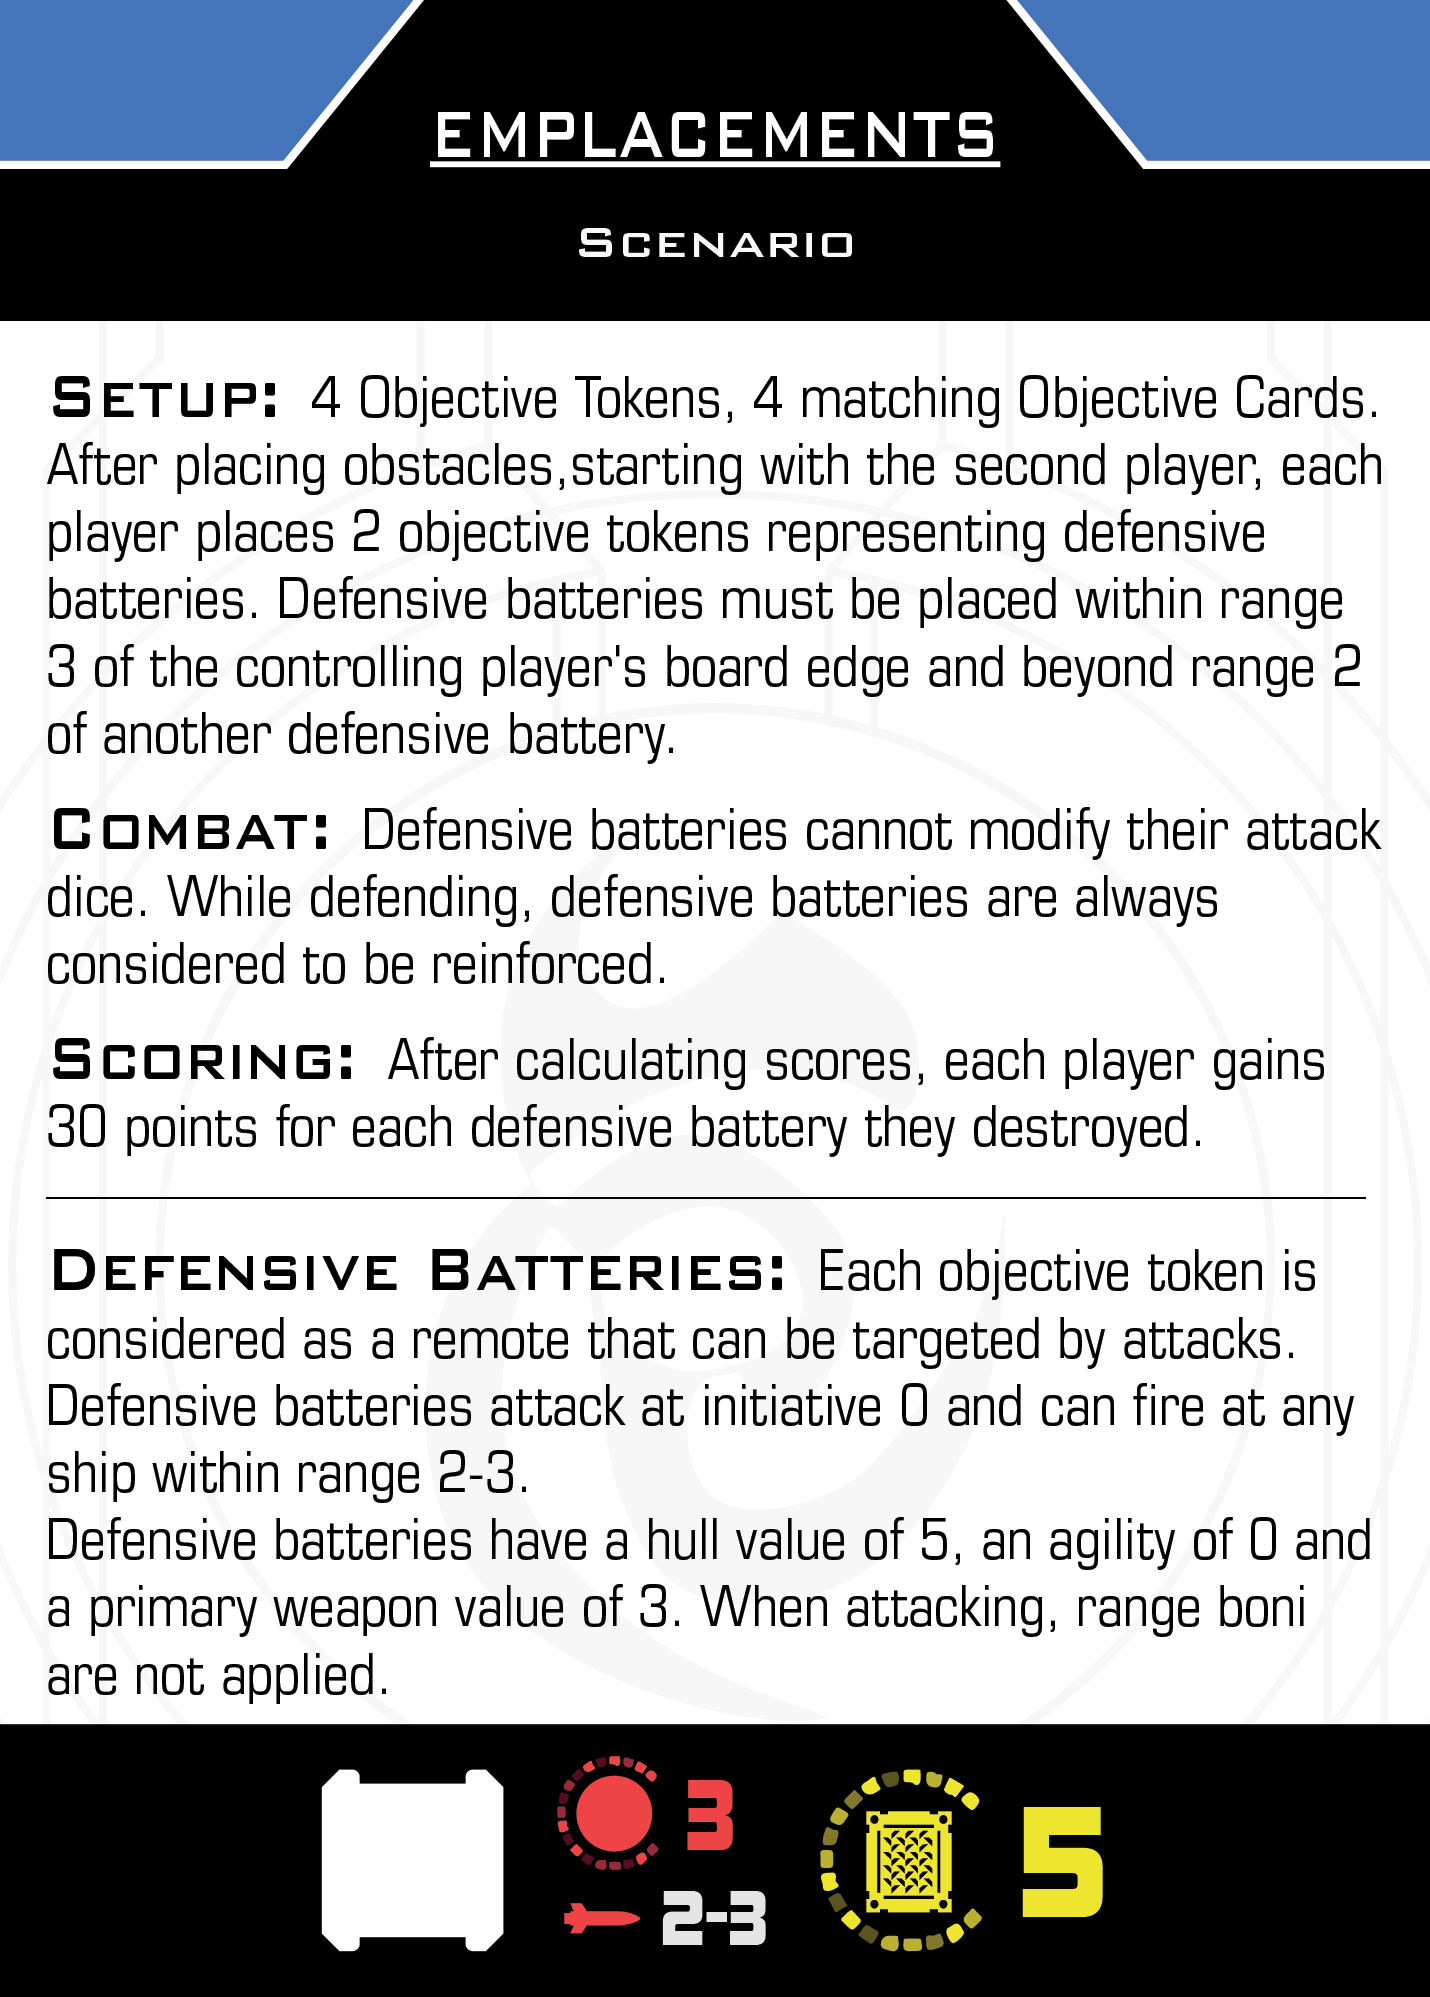 EMPLACEMENTS
Scenario
Setup: 4 Objective Tokens, 4 matching Objective Cards.
After placing obstacles,starting with the second player, each
player places 2 objective tokens representing defensive
batteries. Defensive batteries must be placed within range
3 of the controlling player's board edge and beyond range 2
of another defensive battery.
Combat: Defensive batteries cannot modify their attack
dice. While defending, defensive batteries are always
considered to be reinforced.
Scoring: After calculating scores, each player gains
30 points for each defensive battery they destroyed.
Defensive Batteries: Each objective token is
considered as a remote that can be targeted by attacks.
Defensive batteries attack at initiative 0 and can fire at any
ship within range 2-3.
Defensive batteries have a hull value of 5, an agility of 0 and
a primary weapon value of 3. When attacking, range boni
are not applied.
3
2-3
5